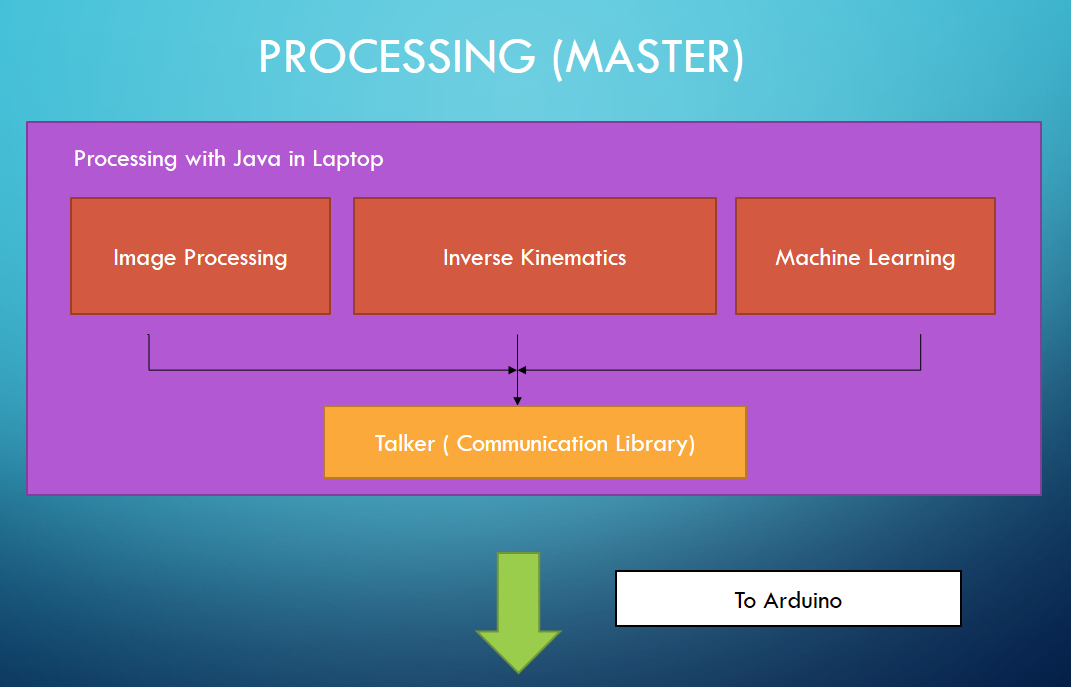 PROCESSING (MASTER)
Processing with Java in Laptop
Image Processing
Inverse Kinematics
Machine Learning
Talker ( Communication Library)
To Arduino